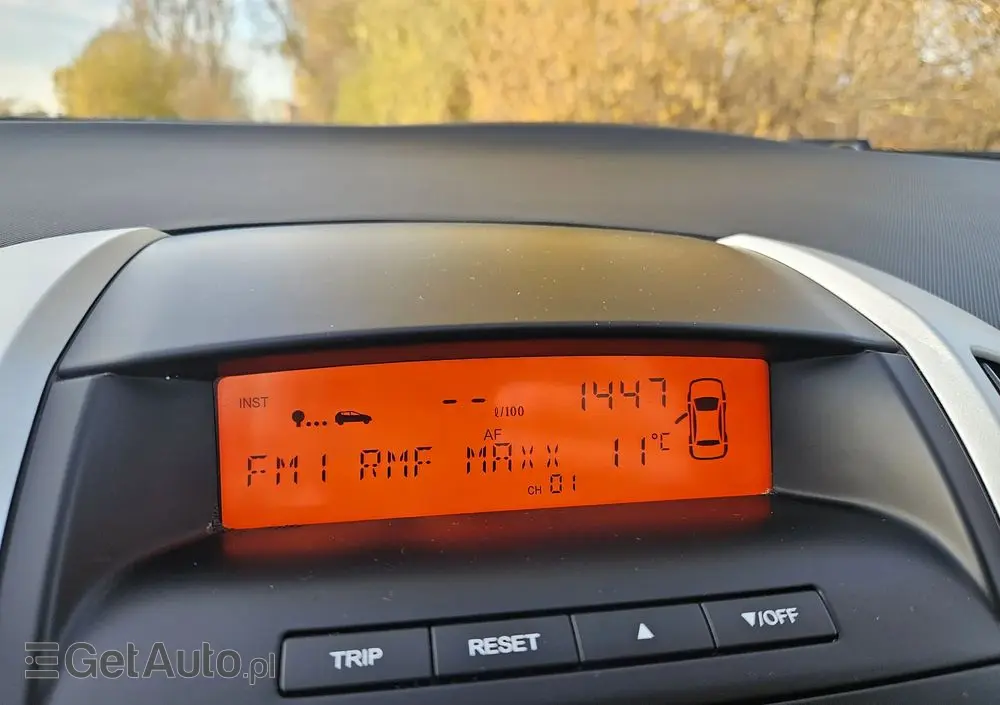 INST -- ℓ/100 1447
AF
FM1 RMF MAXX 11°C
CH 01
TRIP RESET ▲ ▼/OFF
GetAuto.pl